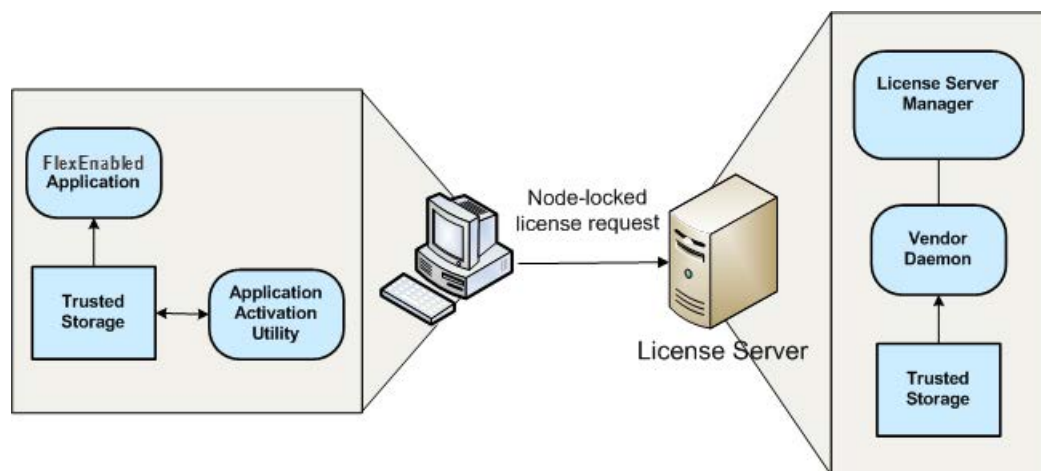 FlexEnabled
Application
Trusted
Storage
Application
Activation
Utility
Node-locked
license request
License Server
License Server
Manager
Vendor
Daemon
Trusted
Storage